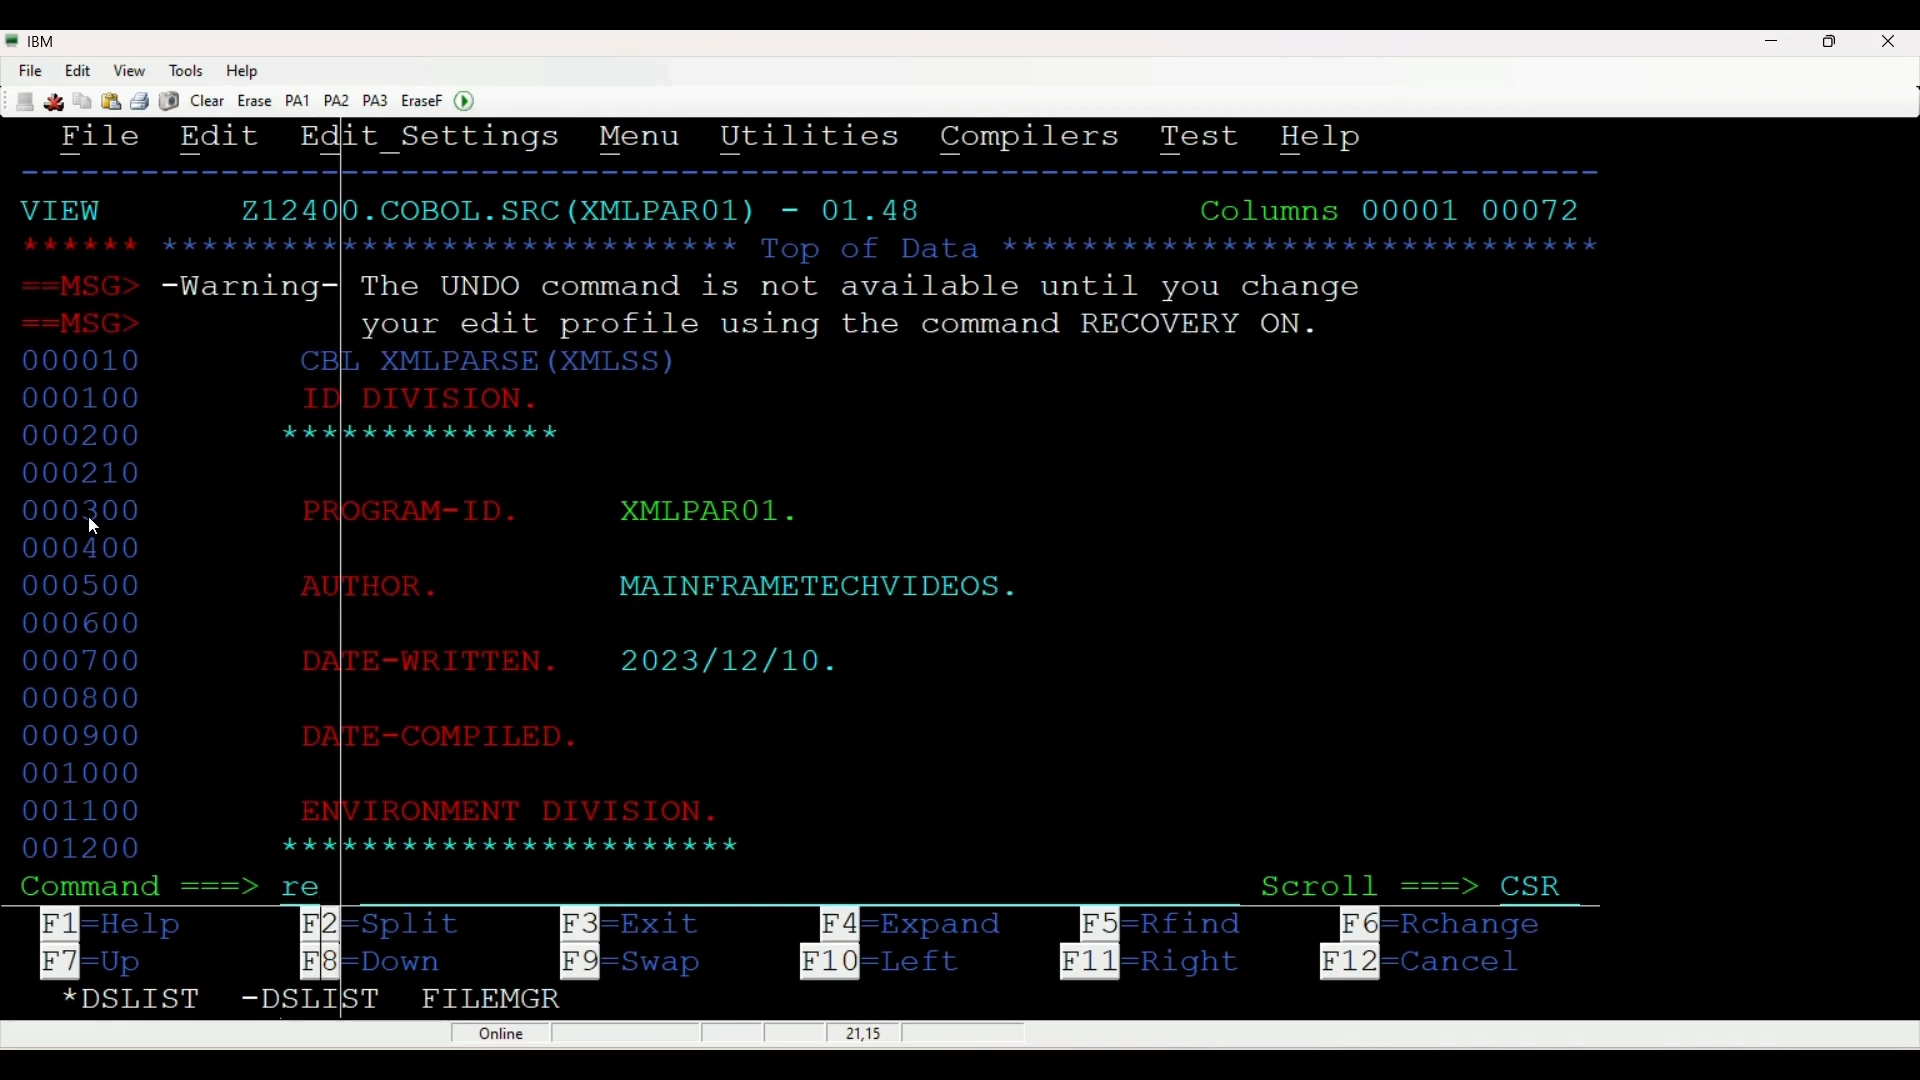 IBM
File Edit View Tools Help
Clear Erase PA1 PA2 PA3 EraseF
File Edit Edit_Settings Menu Utilities Compilers Test Help
-------------------------------------------------------------------------------
VIEW Z12400.COBOL.SRC(XMLPAR01) - 01.48 Columns 00001 00072
****** ***************************** Top of Data ******************************
==MSG> -Warning- The UNDO command is not available until you change
==MSG> your edit profile using the command RECOVERY ON.
000010 CBL XMLPARSE(XMLSS)
000100 ID DIVISION.
000200 **************
000210
000300 PROGRAM-ID. XMLPAR01.
000400
000500 AUTHOR. MAINFRAMETECHVIDEOS.
000600
000700 DATE-WRITTEN. 2023/12/10.
000800
000900 DATE-COMPILED.
001000
001100 ENVIRONMENT DIVISION.
001200 ***********************
Command ===> re Scroll ===> CSR
F1=Help F2=Split F3=Exit F4=Expand F5=Rfind F6=Rchange
F7=Up F8=Down F9=Swap F10=Left F11=Right F12=Cancel
*DSLIST -DSLIST FILEMGR
Online 21,15